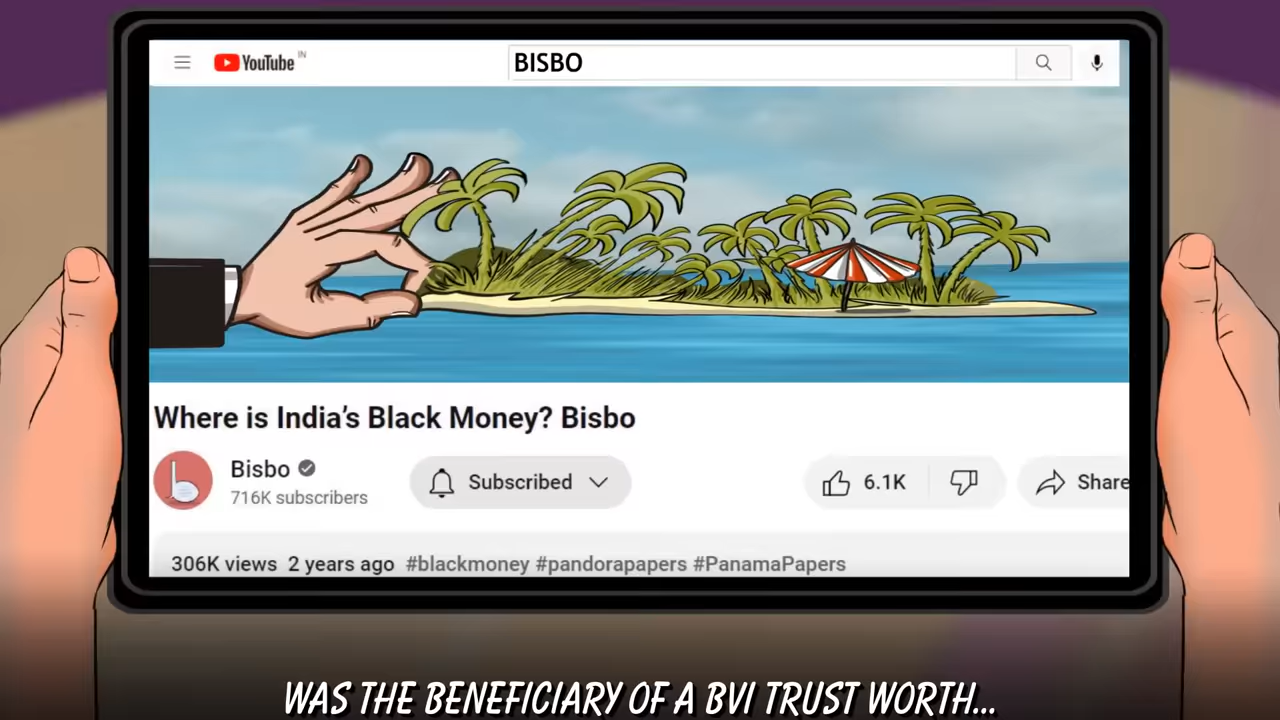 YouTube IN
BISBO
Where is India's Black Money? Bisbo
Bisbo
716K subscribers
Subscribed
6.1K
Share
306K views 2 years ago #blackmoney #pandorapapers #PanamaPapers
WAS THE BENEFICIARY OF A BVI TRUST WORTH...